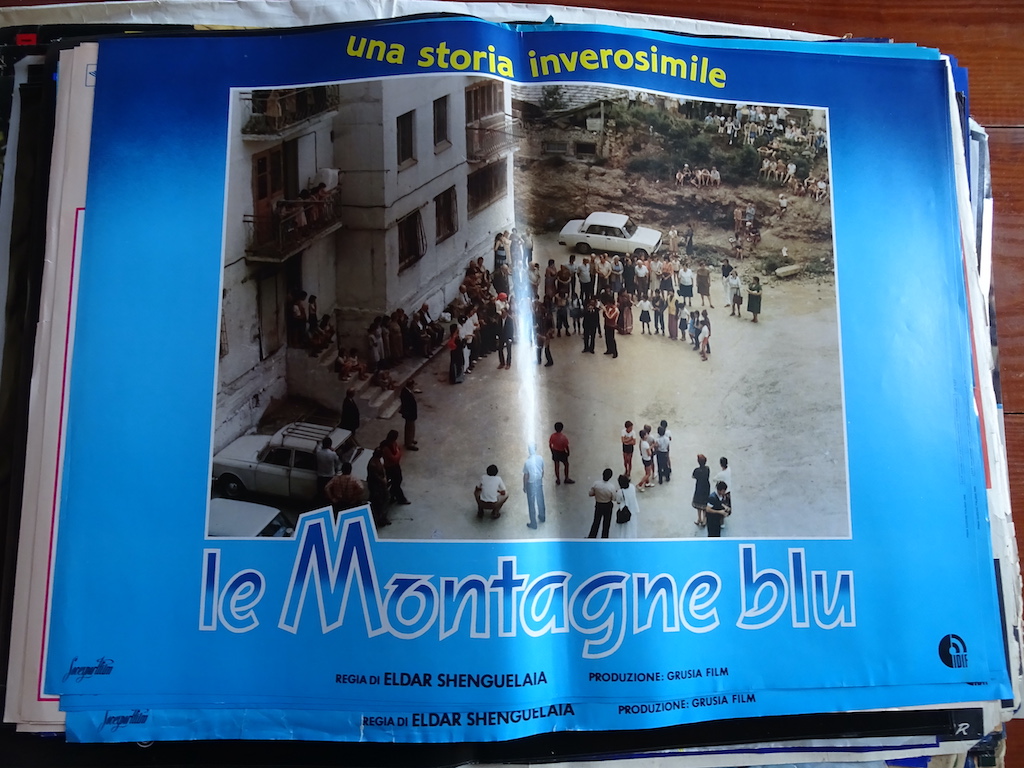 una storia inverosimile
le Montagne blu
REGIA DI ELDAR SHENGUELAIA PRODUZIONE: GRUSIA FILM
IDIF
REGIA DI ELDAR SHENGUELAIA PRODUZIONE: GRUSIA FILM